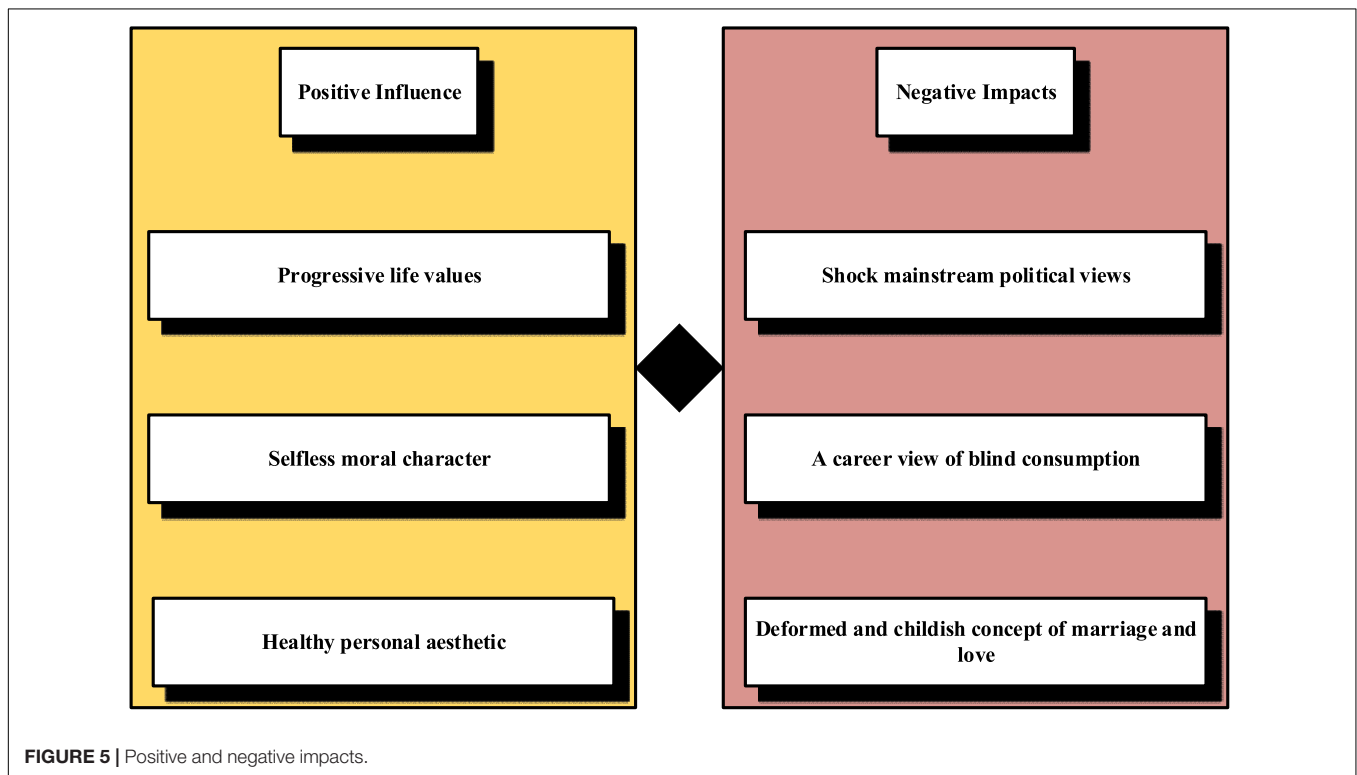 Positive Influence
Progressive life values
Selfless moral character
Healthy personal aesthetic
Negative Impacts
Shock mainstream political views
A career view of blind consumption
Deformed and childish concept of marriage and
love
FIGURE 5 | Positive and negative impacts.